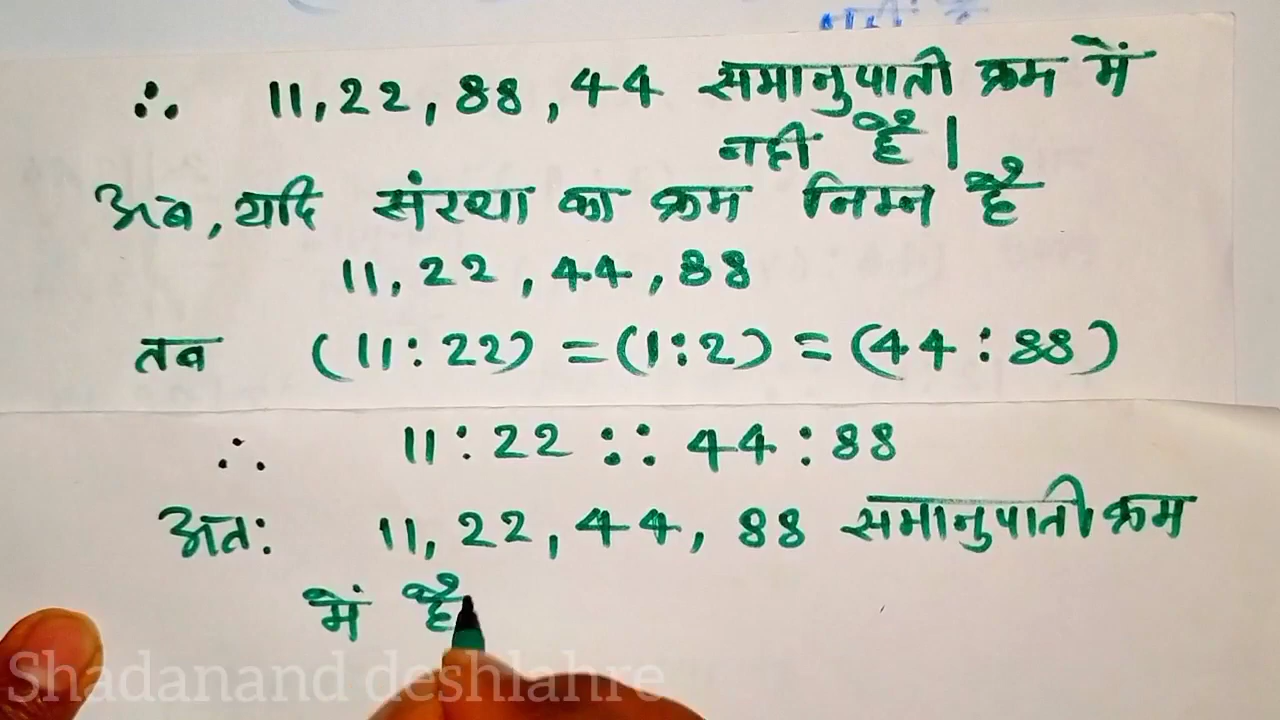 ∴ 11, 22, 88, 44 समानुपाती क्रम में
नहीं है |
अब, यदि संख्या का क्रम निम्न है
11, 22, 44, 88
तब (11:22) = (1:2) = (44:88)
∴ 11:22 :: 44:88
अतः 11, 22, 44, 88 समानुपाती क्रम
में है
Shadanand deshlahre